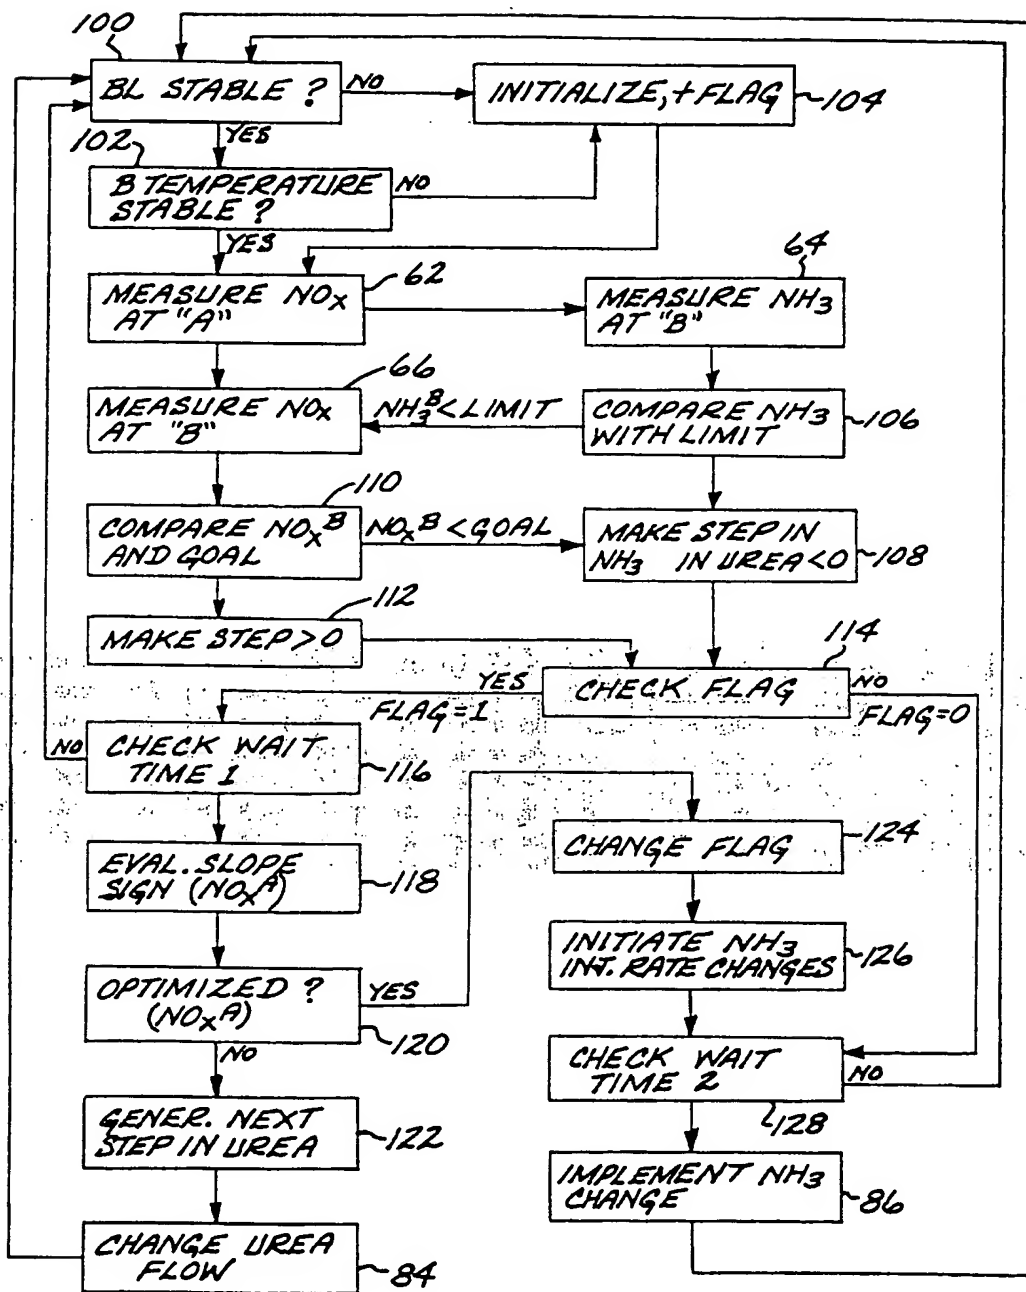 100
BL STABLE ?
NO
INITIALIZE, + FLAG
104
YES
102
B TEMPERATURE
STABLE ?
NO
YES
62
MEASURE NOX
AT "A"
64
MEASURE NH3
AT "B"
66
MEASURE NOX
AT "B"
NH3B < LIMIT
COMPARE NH3
WITH LIMIT
106
110
COMPARE NOXB
AND GOAL
NOXB < GOAL
MAKE STEP IN
NH3 IN UREA < 0
108
112
MAKE STEP > 0
114
CHECK FLAG
YES
FLAG = 1
NO
FLAG = 0
NO
CHECK WAIT
TIME 1
116
CHANGE FLAG
124
EVAL. SLOPE
SIGN (NOXA)
118
INITIATE NH3
INJ. RATE CHANGES
126
OPTIMIZED ?
(NOXA)
YES
120
NO
CHECK WAIT
TIME 2
NO
128
GENER. NEXT
STEP IN UREA
122
IMPLEMENT NH3
CHANGE
86
CHANGE UREA
FLOW
84